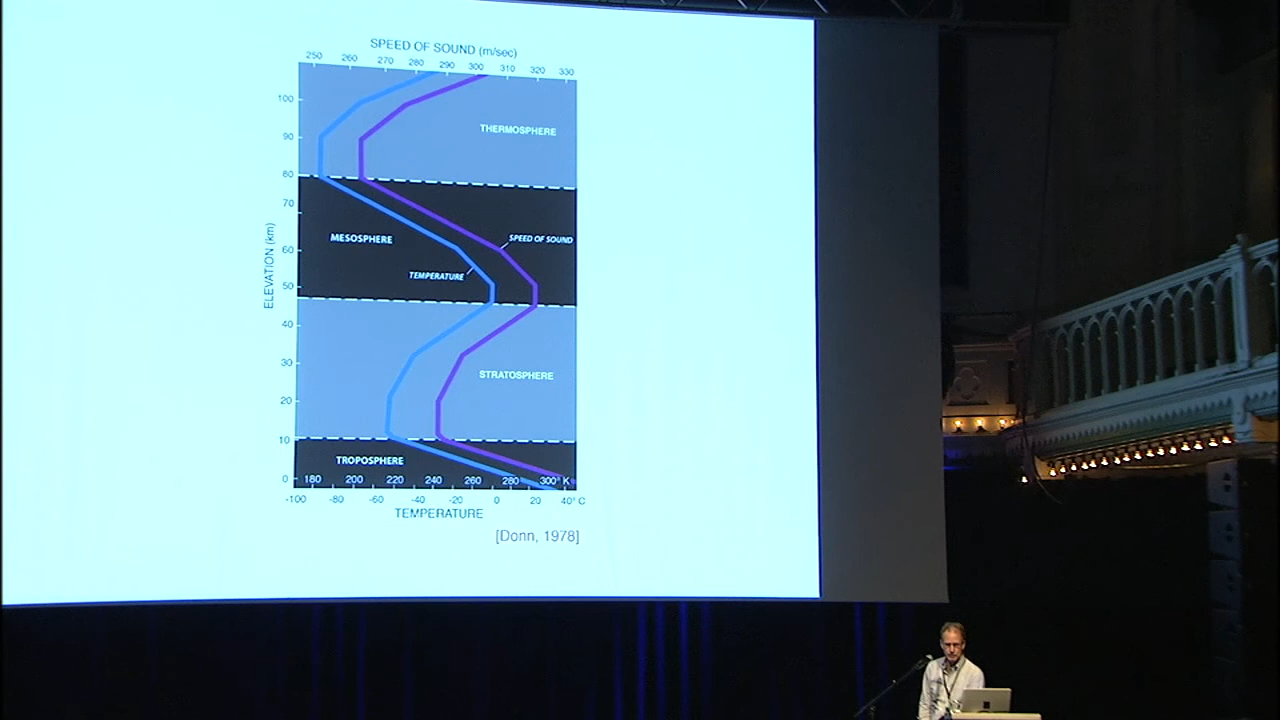 SPEED OF SOUND (m/sec)
250 260 270 280 290 300 310 320 330
100
THERMOSPHERE
90
80
70
MESOSPHERE
SPEED OF SOUND
60
TEMPERATURE
50
ELEVATION (km)
40
30
STRATOSPHERE
20
10
TROPOSPHERE
0 180 200 220 240 260 280 300° K
-100 -80 -60 -40 -20 0 20 40° C
TEMPERATURE
[Donn, 1978]